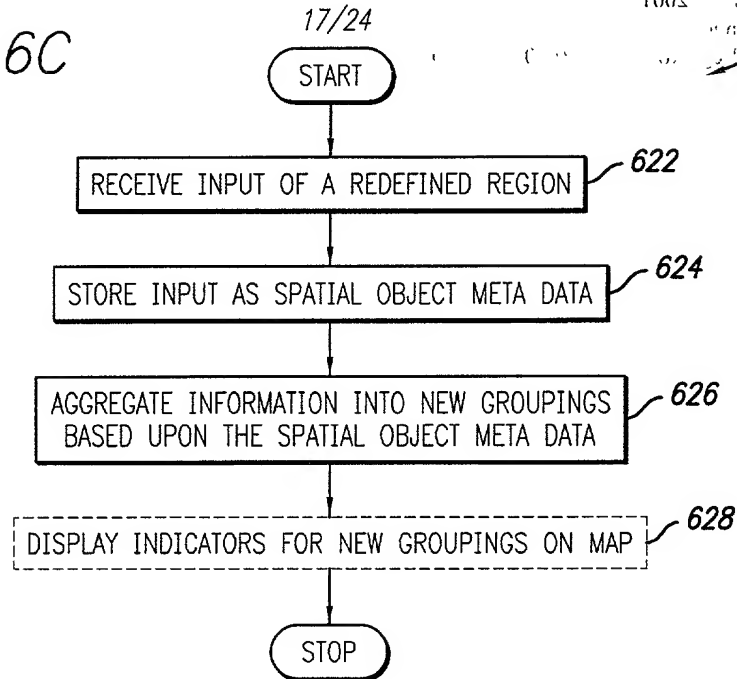 17/24
6C
START
RECEIVE INPUT OF A REDEFINED REGION
622
STORE INPUT AS SPATIAL OBJECT META DATA
624
AGGREGATE INFORMATION INTO NEW GROUPINGS
BASED UPON THE SPATIAL OBJECT META DATA
626
DISPLAY INDICATORS FOR NEW GROUPINGS ON MAP
628
STOP